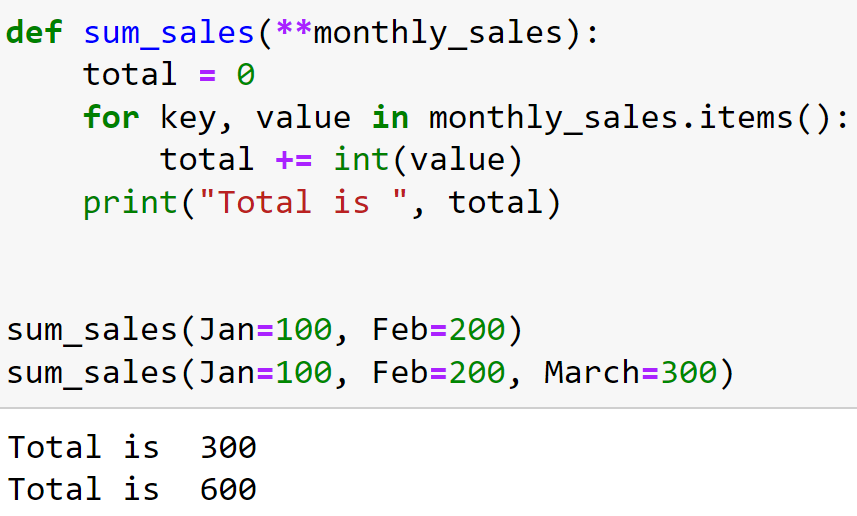 def sum_sales(**monthly_sales):
    total = 0
    for key, value in monthly_sales.items():
        total += int(value)
    print("Total is ", total)
sum_sales(Jan=100, Feb=200)
sum_sales(Jan=100, Feb=200, March=300)
Total is  300
Total is  600